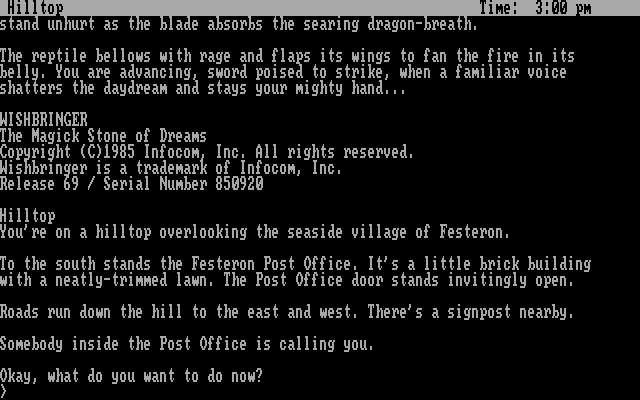 Hilltop Time: 3:00 pm
stand unhurt as the blade absorbs the searing dragon-breath.
The reptile bellows with rage and flaps its wings to fan the fire in its
belly. You are advancing, sword poised to strike, when a familiar voice
shatters the daydream and stays your mighty hand...
WISHBRINGER
The Magick Stone of Dreams
Copyright (C)1985 Infocom, Inc. All rights reserved.
Wishbringer is a trademark of Infocom, Inc.
Release 69 / Serial Number 850920
Hilltop
You're on a hilltop overlooking the seaside village of Festeron.
To the south stands the Festeron Post Office. It's a little brick building
with a neatly-trimmed lawn. The Post Office door stands invitingly open.
Roads run down the hill to the east and west. There's a signpost nearby.
Somebody inside the Post Office is calling you.
Okay, what do you want to do now?
>